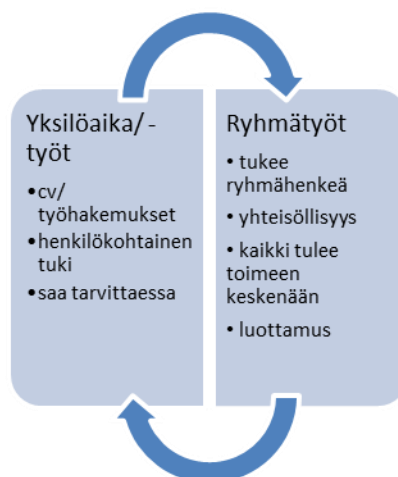 Yksilöaika/ -
työt
•cv/
työhakemukset
•henkilökohtainen
tuki
•saa tarvittaessa
Ryhmätyöt
• tukee
ryhmähenkeä
• yhteisöllisyys
• kaikki tulee
toimeen
keskenään
• luottamus